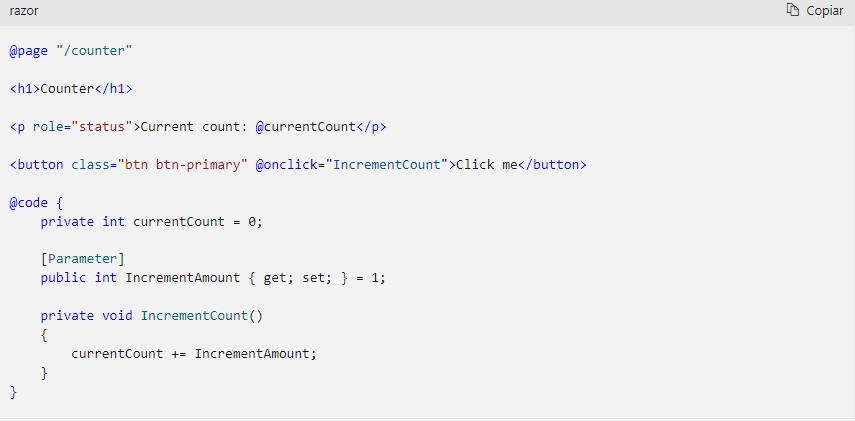 razor
Copiar
@page "/counter"
<h1>Counter</h1>
<p role="status">Current count: @currentCount</p>
<button class="btn btn-primary" @onclick="IncrementCount">Click me</button>
@code {
    private int currentCount = 0;
    [Parameter]
    public int IncrementAmount { get; set; } = 1;
    private void IncrementCount()
    {
        currentCount += IncrementAmount;
    }
}